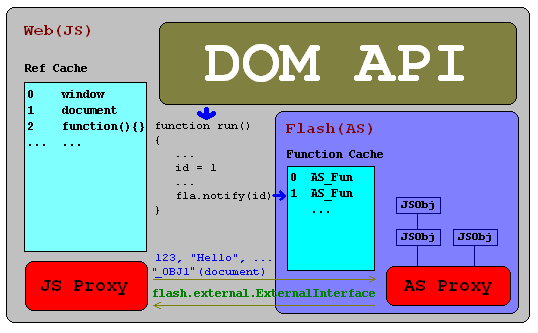 Web(JS)
DOM API
Ref Cache
0 window
1 document
2 function(){}
... ...
function run()
{
...
id = 1
...
fla.notify(id)
}
Flash(AS)
Function Cache
0 AS_Fun
1 AS_Fun
...
JSObj
JSObj
JSObj
123, "Hello", ...
"_OBJ1"(document)
flash.external.ExternalInterface
JS Proxy
AS Proxy